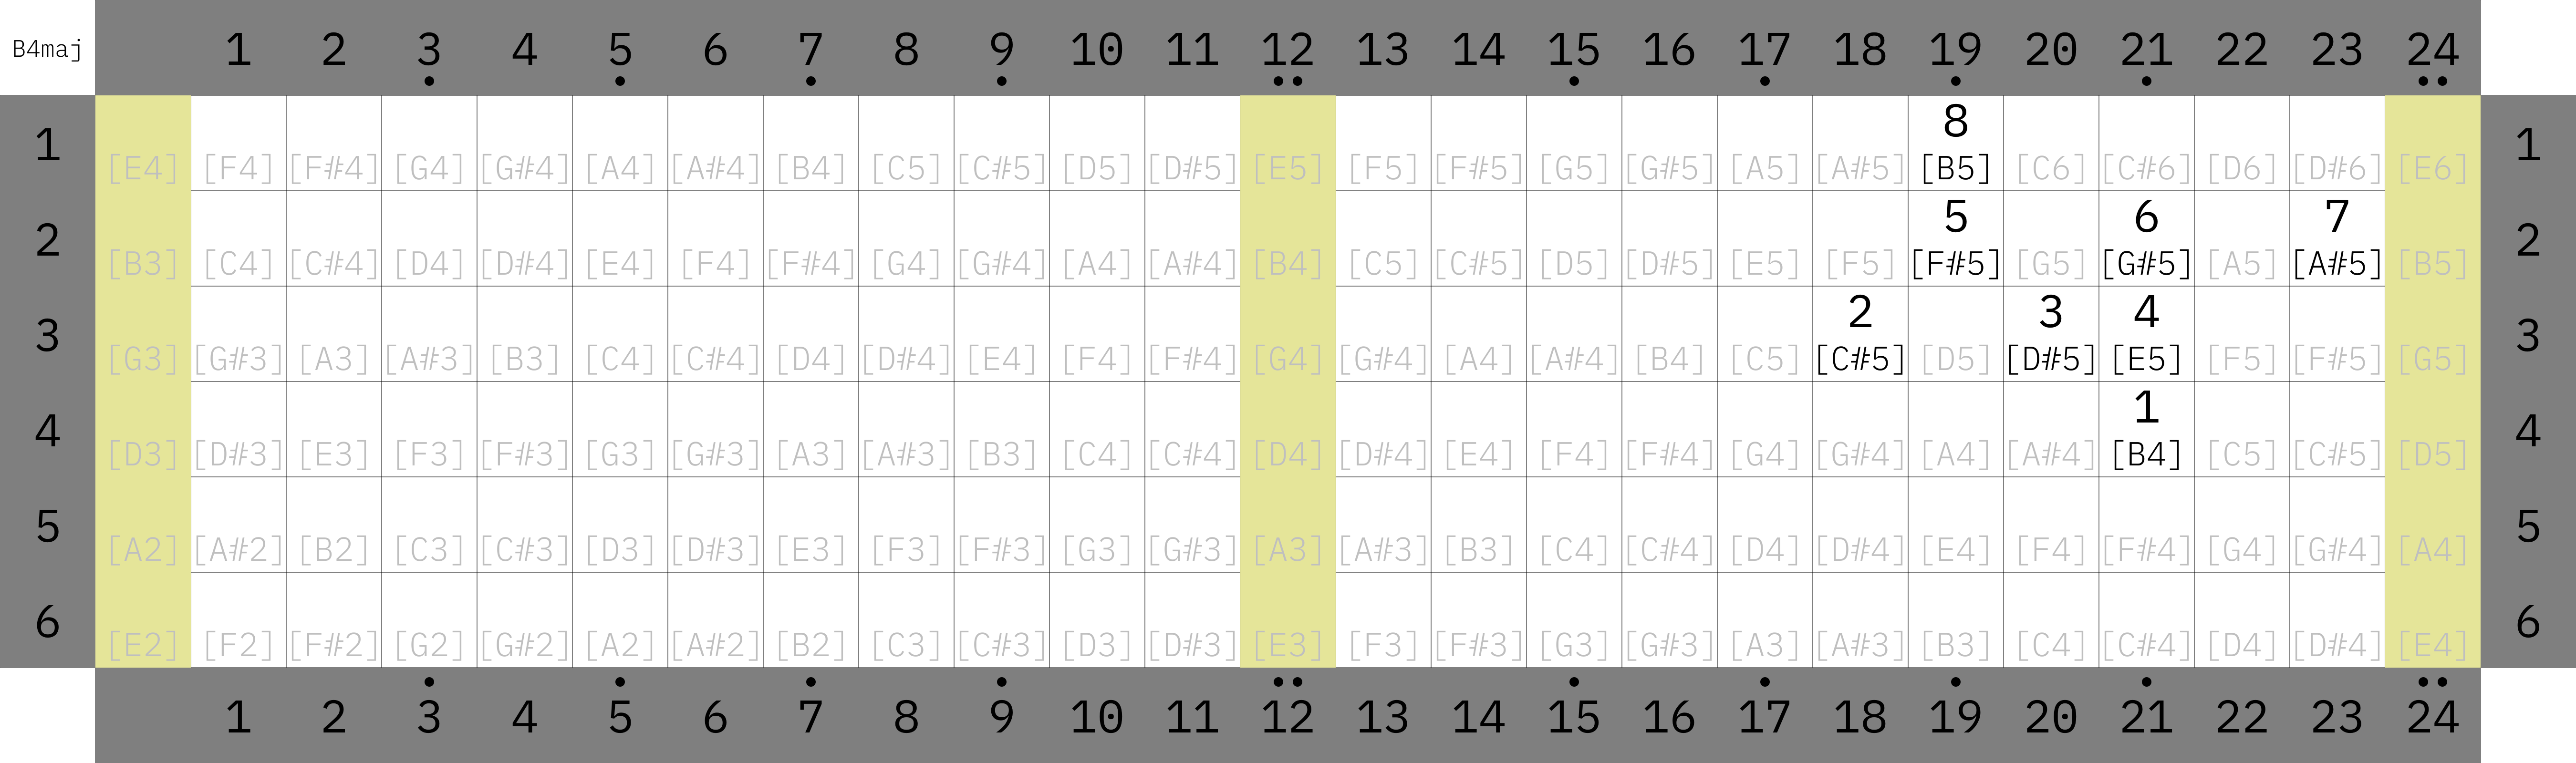 B4maj
1 2 3 4 5 6 7 8 9 10 11 12 13 14 15 16 17 18 19 20 21 22 23 24
8
1 [E4] [F4] [F#4] [G4] [G#4] [A4] [A#4] [B4] [C5] [C#5] [D5] [D#5] [E5] [F5] [F#5] [G5] [G#5] [A5] [A#5] [B5] [C6] [C#6] [D6] [D#6] [E6] 1
5 6 7
2 [B3] [C4] [C#4] [D4] [D#4] [E4] [F4] [F#4] [G4] [G#4] [A4] [A#4] [B4] [C5] [C#5] [D5] [D#5] [E5] [F5] [F#5] [G5] [G#5] [A5] [A#5] [B5] 2
2 3 4
3 [G3] [G#3] [A3] [A#3] [B3] [C4] [C#4] [D4] [D#4] [E4] [F4] [F#4] [G4] [G#4] [A4] [A#4] [B4] [C5] [C#5] [D5] [D#5] [E5] [F5] [F#5] [G5] 3
1
4 [D3] [D#3] [E3] [F3] [F#3] [G3] [G#3] [A3] [A#3] [B3] [C4] [C#4] [D4] [D#4] [E4] [F4] [F#4] [G4] [G#4] [A4] [A#4] [B4] [C5] [C#5] [D5] 4
5 [A2] [A#2] [B2] [C3] [C#3] [D3] [D#3] [E3] [F3] [F#3] [G3] [G#3] [A3] [A#3] [B3] [C4] [C#4] [D4] [D#4] [E4] [F4] [F#4] [G4] [G#4] [A4] 5
6 [E2] [F2] [F#2] [G2] [G#2] [A2] [A#2] [B2] [C3] [C#3] [D3] [D#3] [E3] [F3] [F#3] [G3] [G#3] [A3] [A#3] [B3] [C4] [C#4] [D4] [D#4] [E4] 6
1 2 3 4 5 6 7 8 9 10 11 12 13 14 15 16 17 18 19 20 21 22 23 24